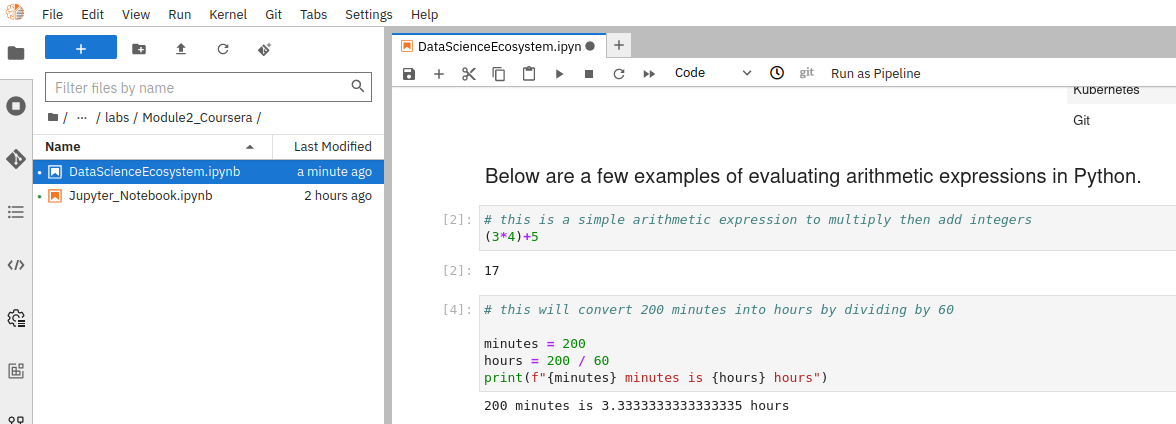 File Edit View Run Kernel Git Tabs Settings Help
+
Filter files by name
/ ... / labs / Module2_Coursera /
Name Last Modified
DataScienceEcosystem.ipynb a minute ago
Jupyter_Notebook.ipynb 2 hours ago
DataScienceEcosystem.ipyn
+
Code git Run as Pipeline
Kubernetes
Git
Below are a few examples of evaluating arithmetic expressions in Python.
[2]: # this is a simple arithmetic expression to multiply then add integers
(3*4)+5
[2]: 17
[4]: # this will convert 200 minutes into hours by dividing by 60
minutes = 200
hours = 200 / 60
print(f"{minutes} minutes is {hours} hours")
200 minutes is 3.3333333333333335 hours